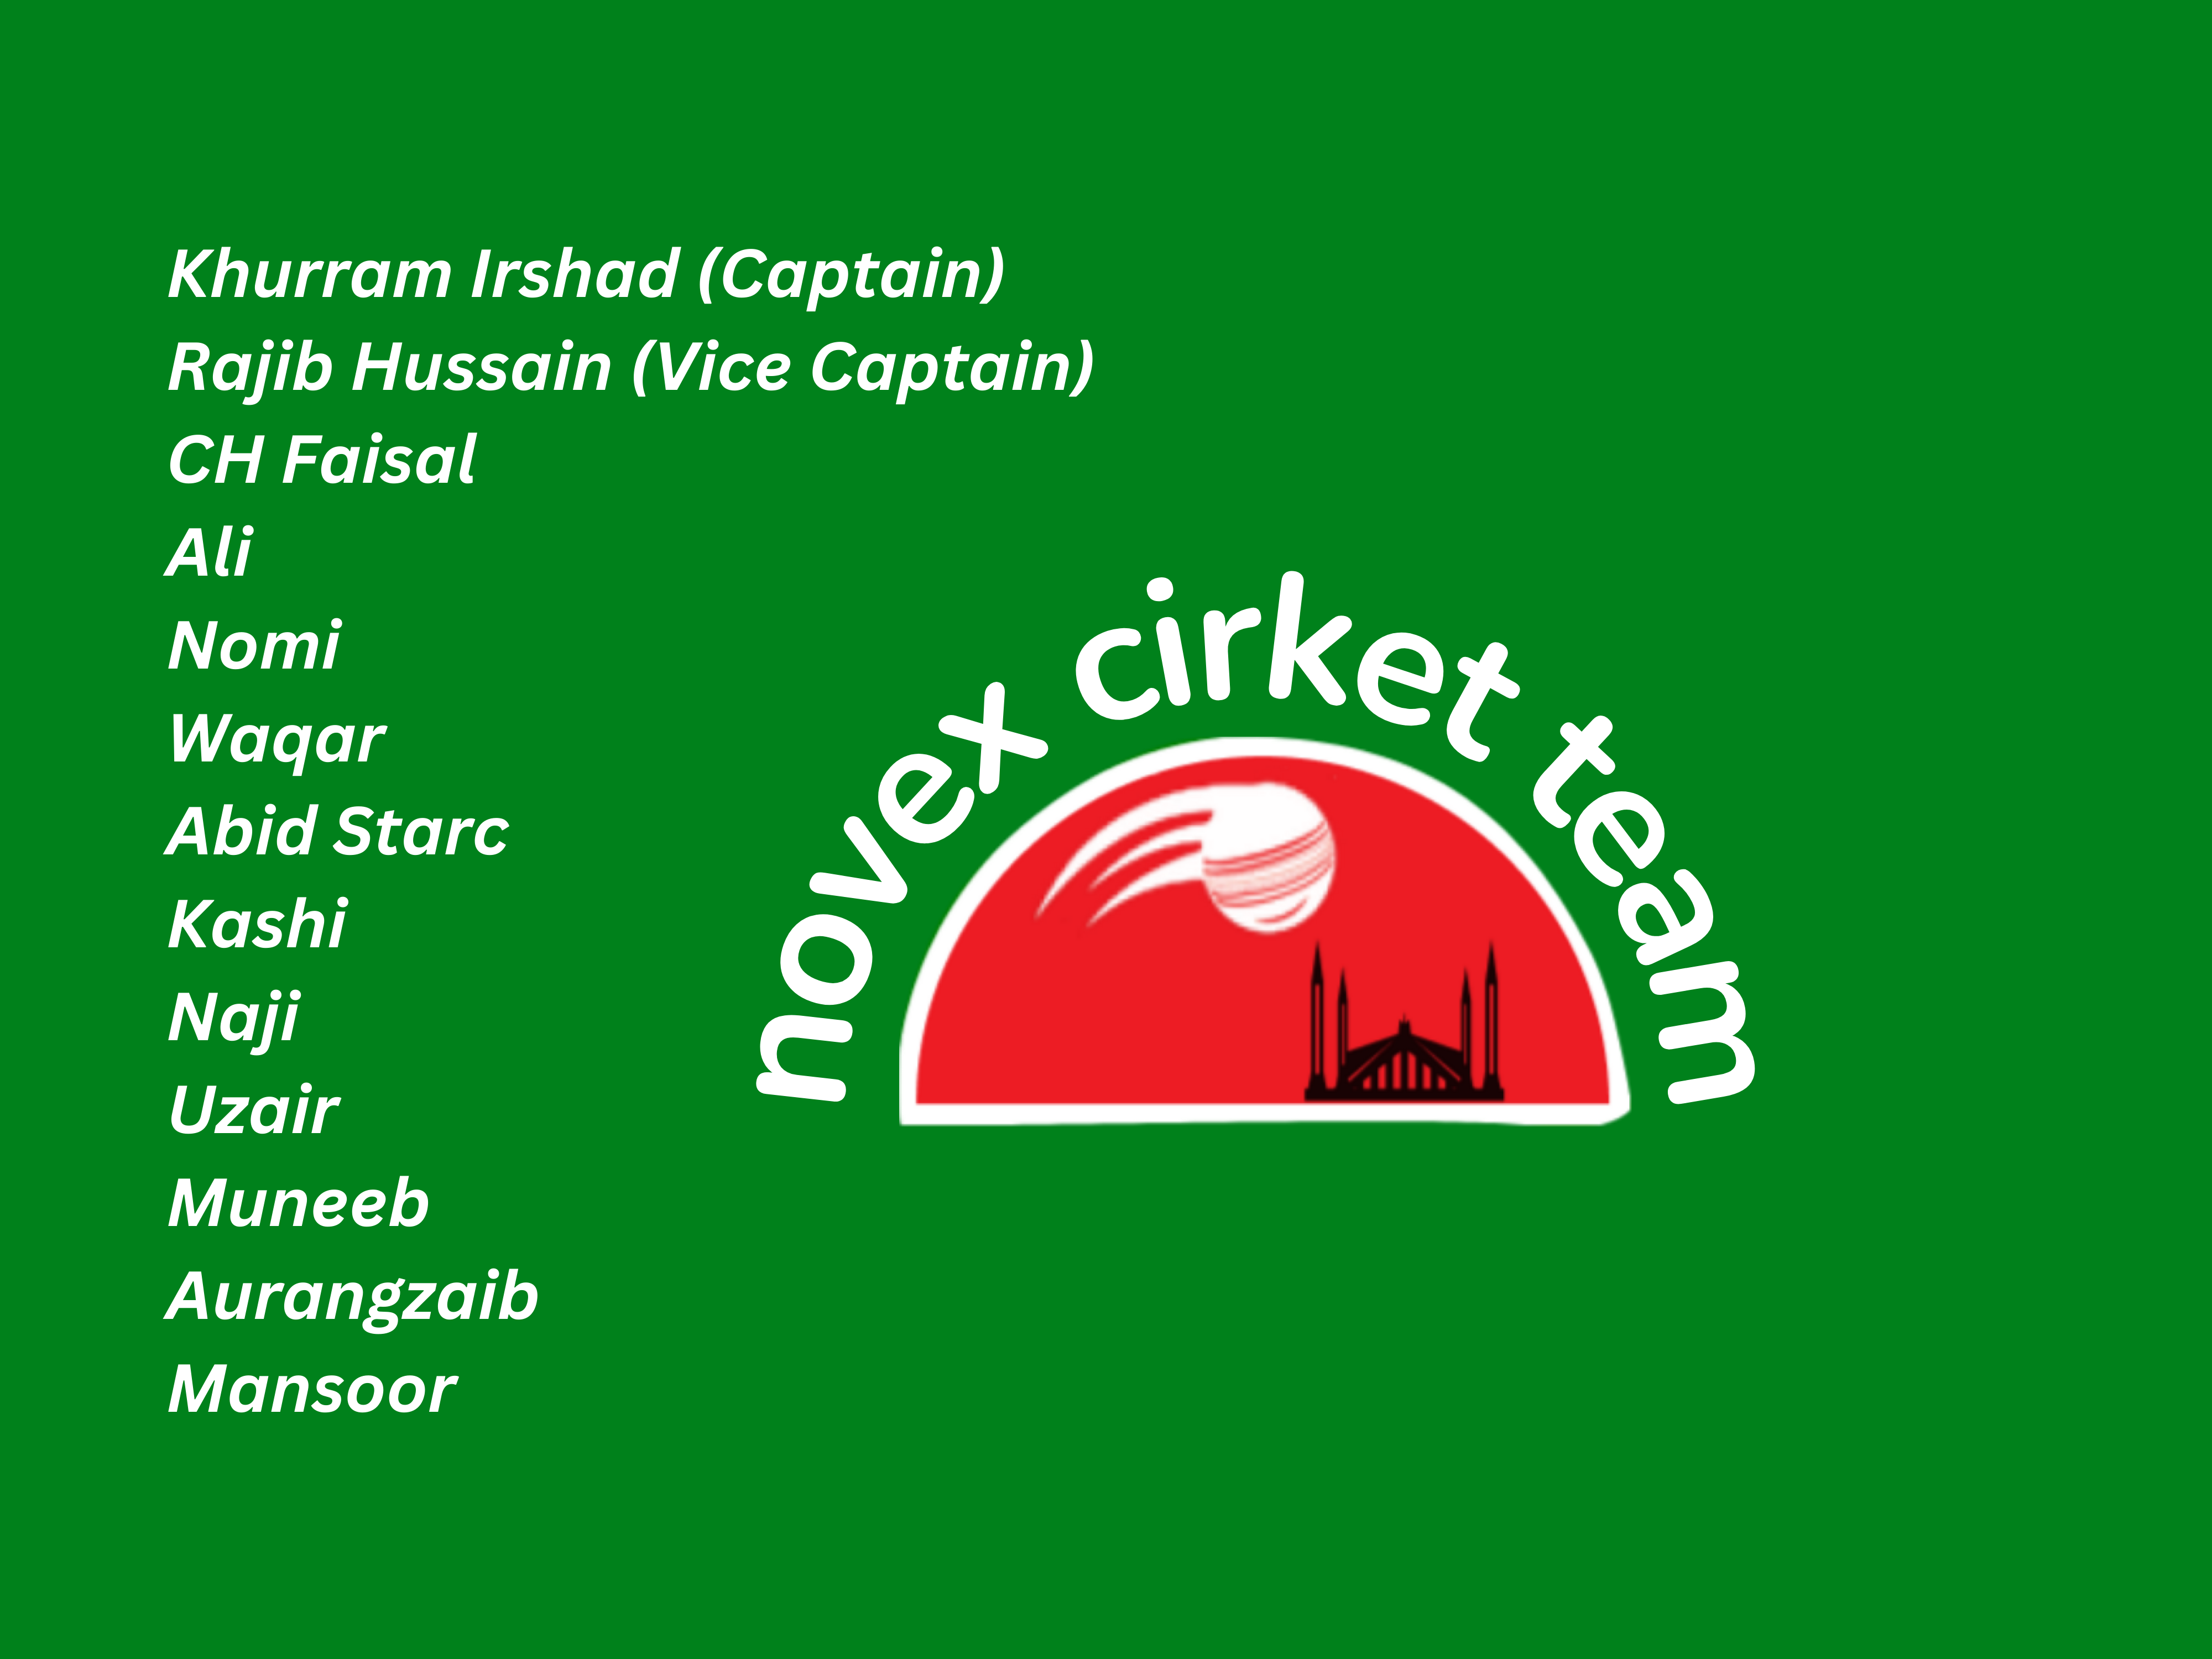 Khurram Irshad (Captain)
Rajib Hussain (Vice Captain)
CH Faisal
Ali
Nomi
Waqar
Abid Starc
Kashi
Naji
Uzair
Muneeb
Aurangzaib
Mansoor
novex cirket team